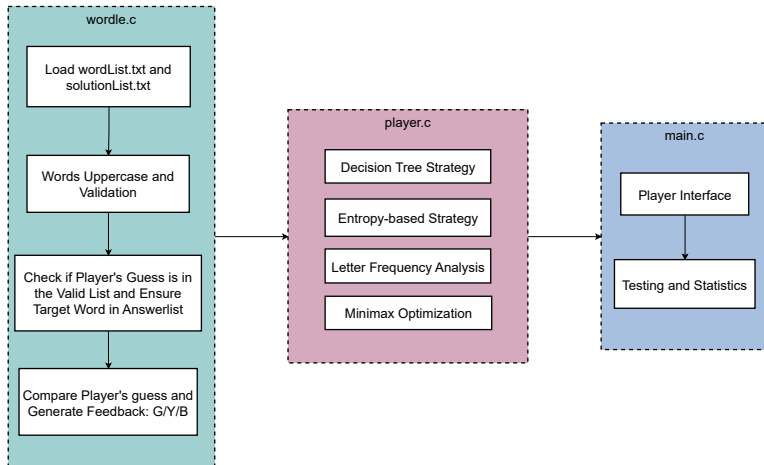 wordle.c
Load wordList.txt and
solutionList.txt
Words Uppercase and
Validation
Check if Player's Guess is in
the Valid List and Ensure
Target Word in Answerlist
Compare Player's guess and
Generate Feedback: G/Y/B
player.c
Decision Tree Strategy
Entropy-based Strategy
Letter Frequency Analysis
Minimax Optimization
main.c
Player Interface
Testing and Statistics